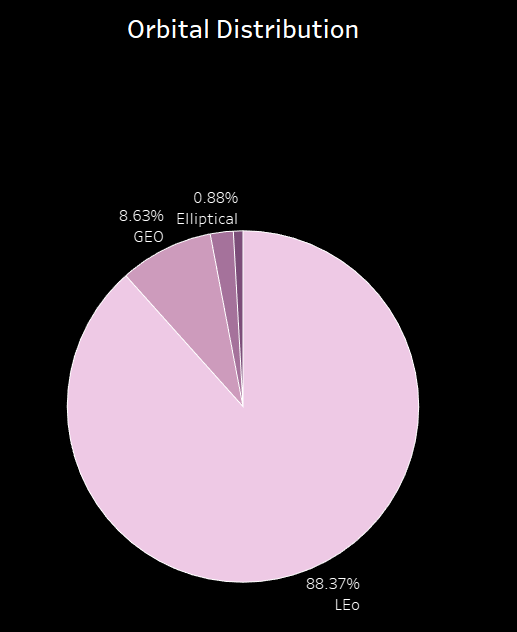 Orbital Distribution
0.88%
Elliptical
8.63%
GEO
88.37%
LEo